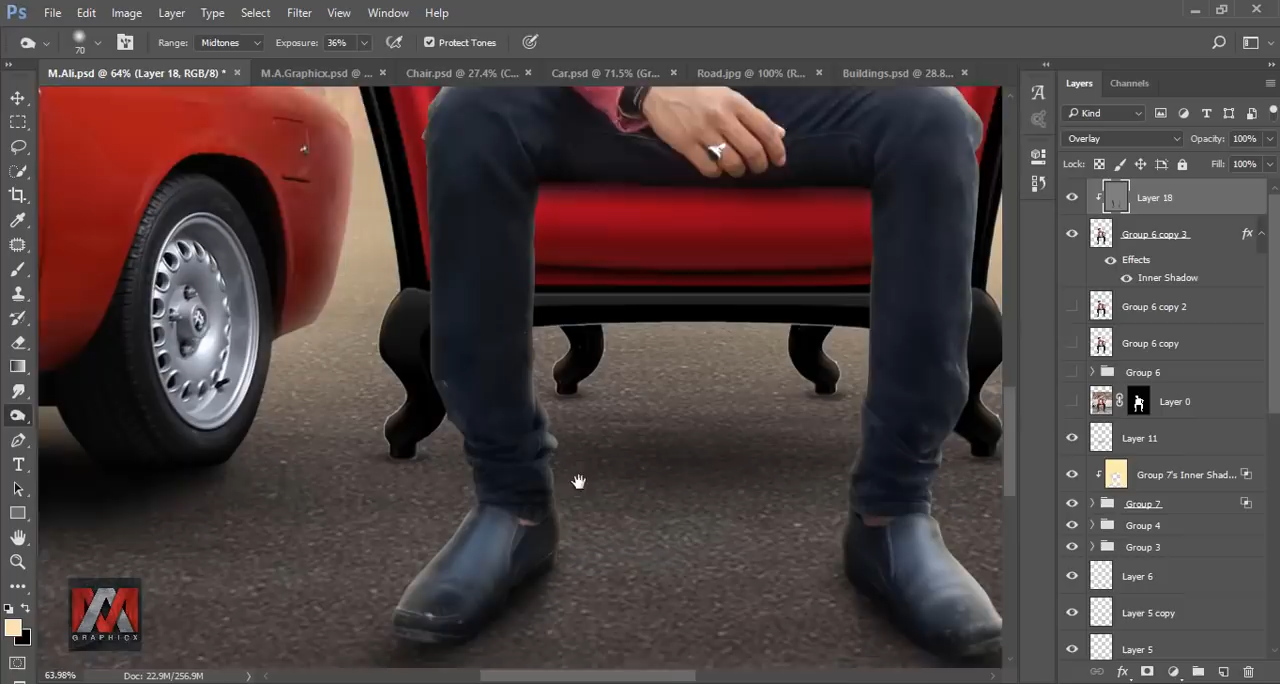 Ps File Edit Image Layer Type Select Filter View Window Help
70 Range: Midtones Exposure: 36% Protect Tones
M.Ali.psd @ 64% (Layer 18, RGB/8) * × M.A.Graphicx.psd @ ... × Chair.psd @ 27.4% (C... × Car.psd @ 71.5% (Gr... × Road.jpg @ 100% (R... × Buildings.psd @ 28.8... ×
Layers Channels
Kind
Overlay Opacity: 100%
Lock: Fill: 100%
Layer 18
Group 6 copy 3 fx
Effects
Inner Shadow
Group 6 copy 2
Group 6 copy
Group 6
Layer 0
Layer 11
Group 7's Inner Shad...
Group 7
Group 4
Group 3
Layer 6
Layer 5 copy
Layer 5
MA
GRAPHICX
63.98% Doc: 22.9M/256.9M